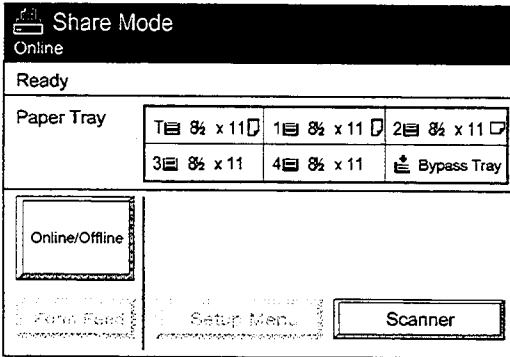 Share Mode
Online
Ready
Paper Tray
T 8½ x 11 1 8½ x 11 2 8½ x 11
3 8½ x 11 4 8½ x 11 Bypass Tray
Online/Offline
Form Feed Setup Menu Scanner